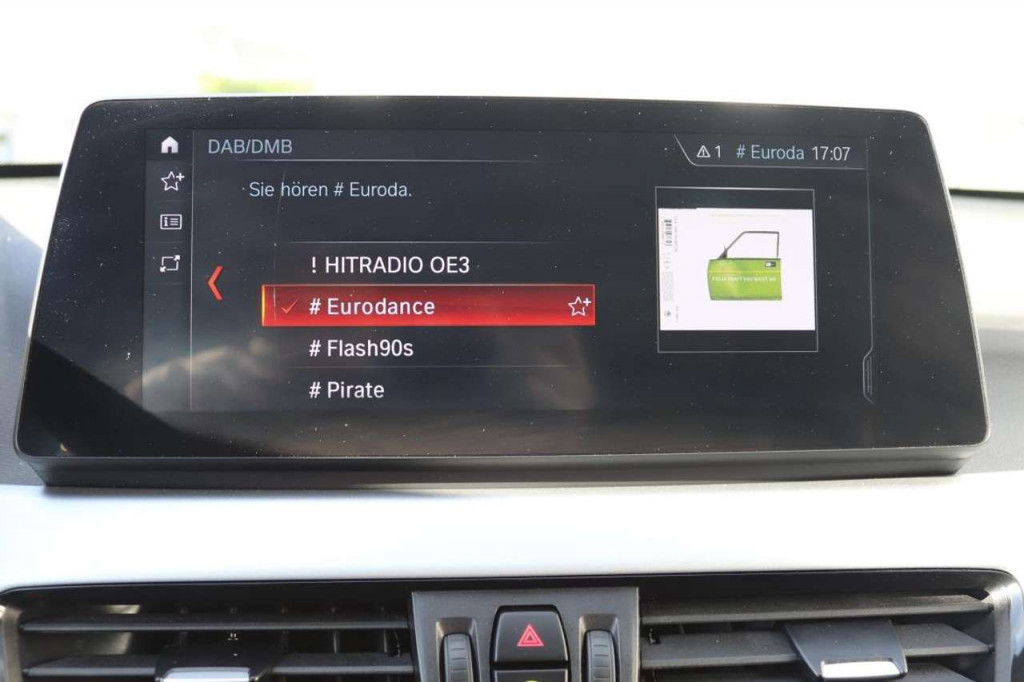 DAB/DMB
1 # Euroda 17:07
Sie hören # Euroda.
! HITRADIO OE3
# Eurodance
# Flash90s
# Pirate